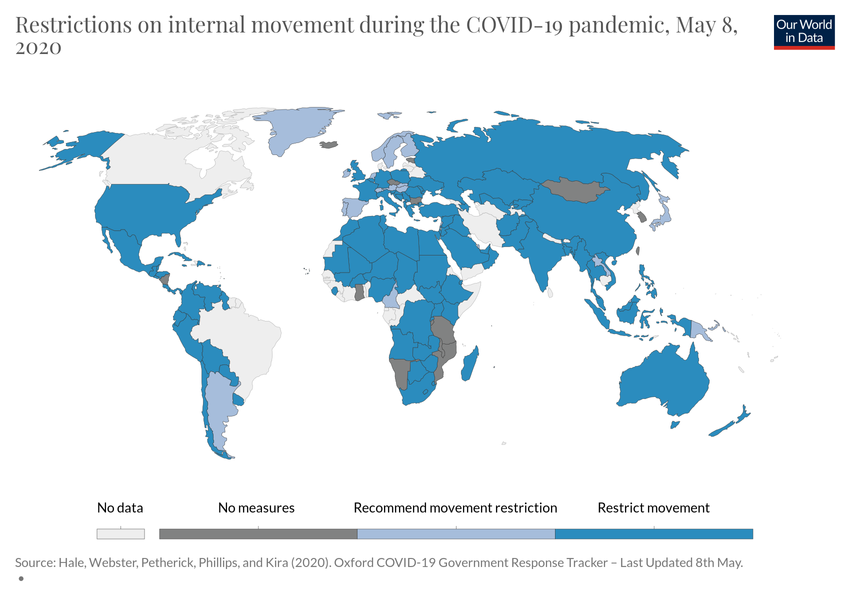 Restrictions on internal movement during the COVID-19 pandemic, May 8,
2020
Our World
in Data
No data
No measures
Recommend movement restriction
Restrict movement
Source: Hale, Webster, Petherick, Phillips, and Kira (2020). Oxford COVID-19 Government Response Tracker – Last Updated 8th May.
•